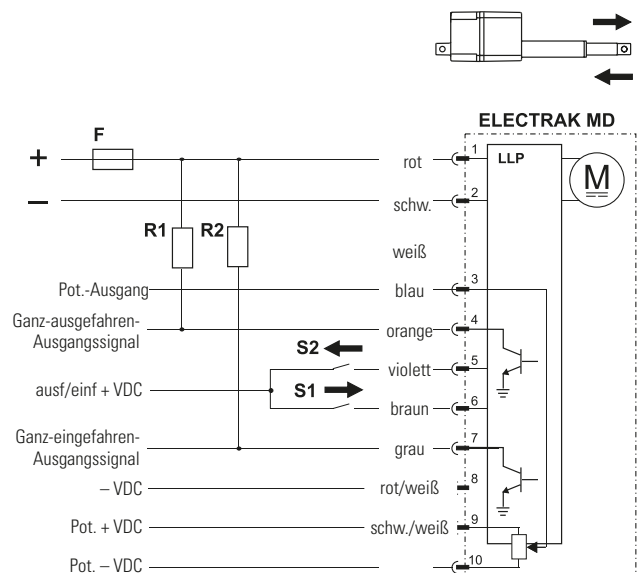 ELECTRAK MD
F
+
rot
1
LLP
M
–
schw.
2
R1
R2
weiß
Pot.-Ausgang
blau
3
Ganz-ausgefahren-
Ausgangssignal
orange
4
S2
violett
5
ausf/einf + VDC
S1
braun
6
Ganz-eingefahren-
Ausgangssignal
grau
7
– VDC
rot/weiß
8
Pot. + VDC
schw./weiß
9
Pot. – VDC
10